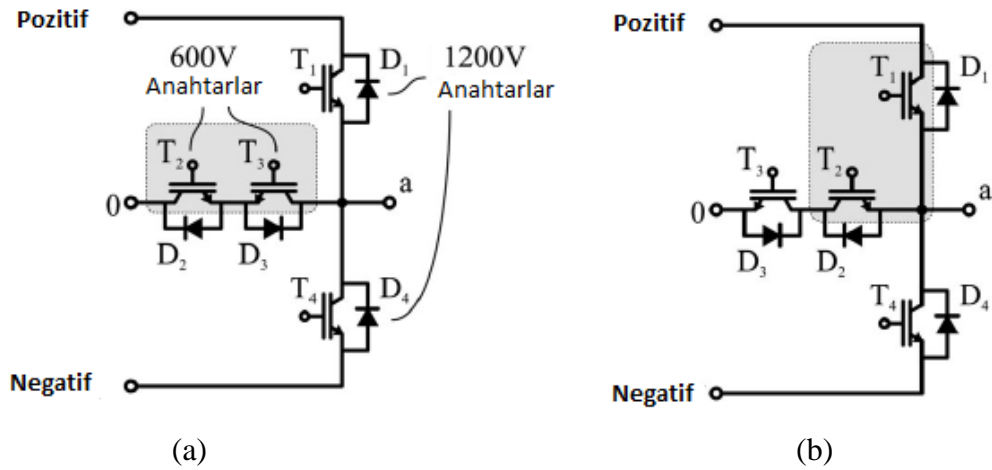 Pozitif
600V
Anahtarlar
T1
D1
1200V
Anahtarlar
T2
T3
0
a
D2
D3
T4
D4
Negatif
(a)
Pozitif
T1
D1
T3
T2
0
a
D3
D2
T4
D4
Negatif
(b)